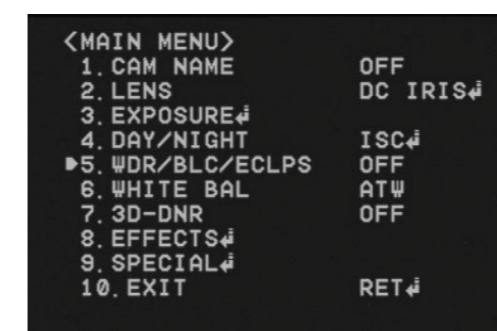 <MAIN MENU>
1. CAM NAME OFF
2. LENS DC IRIS↲
3. EXPOSURE↲
4. DAY/NIGHT ISC↲
▶5. WDR/BLC/ECLPS OFF
6. WHITE BAL ATW
7. 3D-DNR OFF
8. EFFECTS↲
9. SPECIAL↲
10. EXIT RET↲